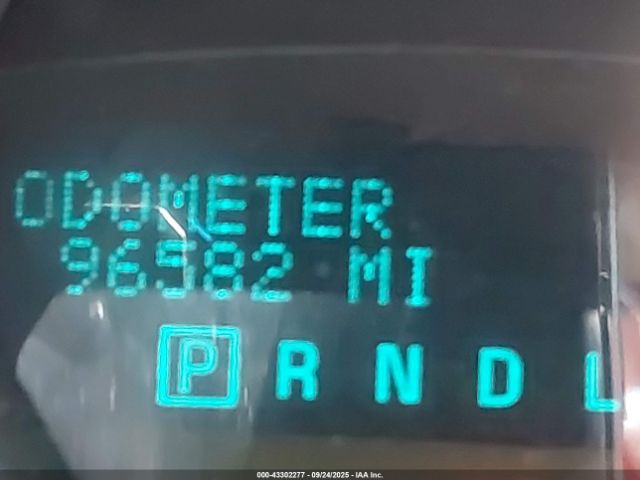 ODOMETER
96582 MI
P R N D L
000-43302277 - 09/24/2025 - IAA Inc.